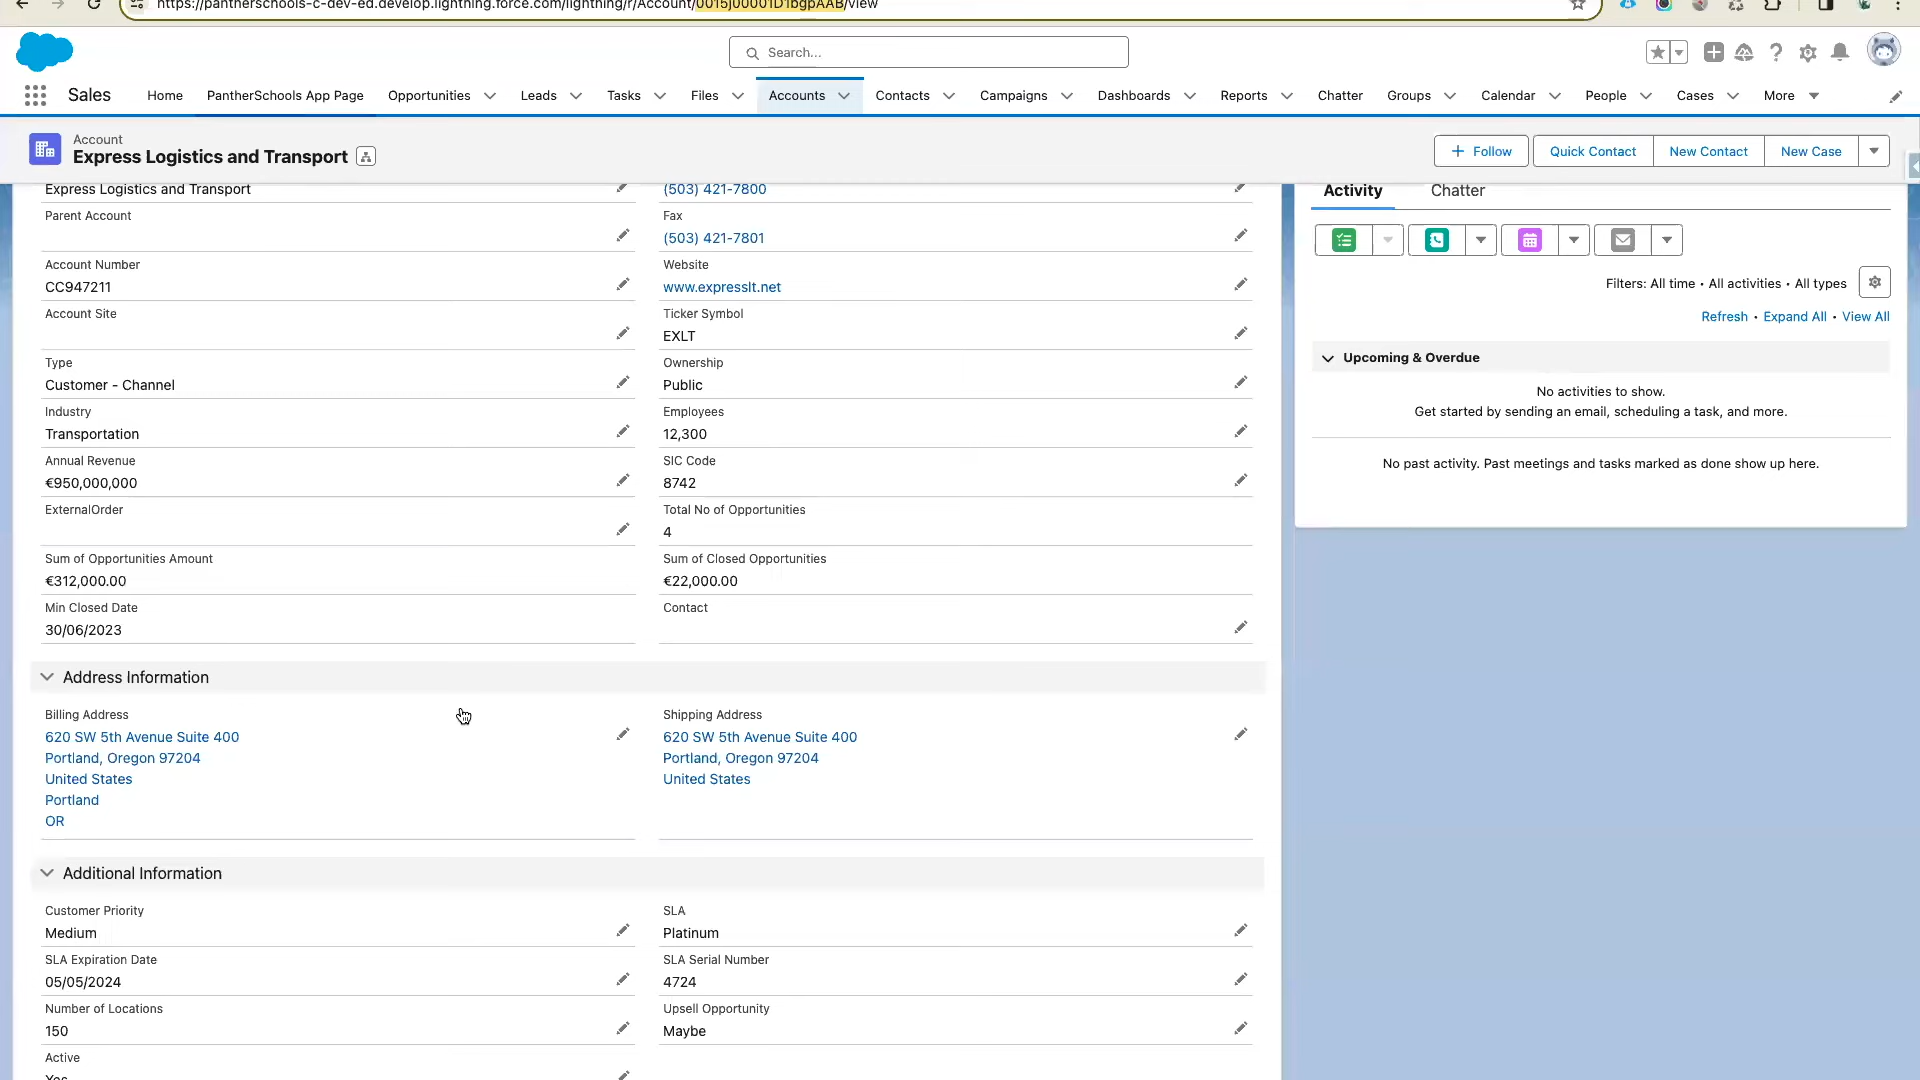 https://pantherschools-c-dev-ed.develop.lightning.force.com/lightning/r/Account/0015j00001D1bgpAAB/view
Search...
Sales
Home
PantherSchools App Page
Opportunities
Leads
Tasks
Files
Accounts
Contacts
Campaigns
Dashboards
Reports
Chatter
Groups
Calendar
People
Cases
More
Account
Express Logistics and Transport
Follow
Quick Contact
New Contact
New Case
Express Logistics and Transport
(503) 421-7800
Parent Account
Fax
(503) 421-7801
Account Number
CC947211
Website
www.expresslt.net
Account Site
Ticker Symbol
EXLT
Type
Customer - Channel
Ownership
Public
Industry
Transportation
Employees
12,300
Annual Revenue
€950,000,000
SIC Code
8742
ExternalOrder
Total No of Opportunities
4
Sum of Opportunities Amount
€312,000.00
Sum of Closed Opportunities
€22,000.00
Min Closed Date
30/06/2023
Contact
Address Information
Billing Address
620 SW 5th Avenue Suite 400
Portland, Oregon 97204
United States
Portland
OR
Shipping Address
620 SW 5th Avenue Suite 400
Portland, Oregon 97204
United States
Additional Information
Customer Priority
Medium
SLA
Platinum
SLA Expiration Date
05/05/2024
SLA Serial Number
4724
Number of Locations
150
Upsell Opportunity
Maybe
Active
Yes
Activity
Chatter
Filters: All time • All activities • All types
Refresh • Expand All • View All
Upcoming & Overdue
No activities to show.
Get started by sending an email, scheduling a task, and more.
No past activity. Past meetings and tasks marked as done show up here.